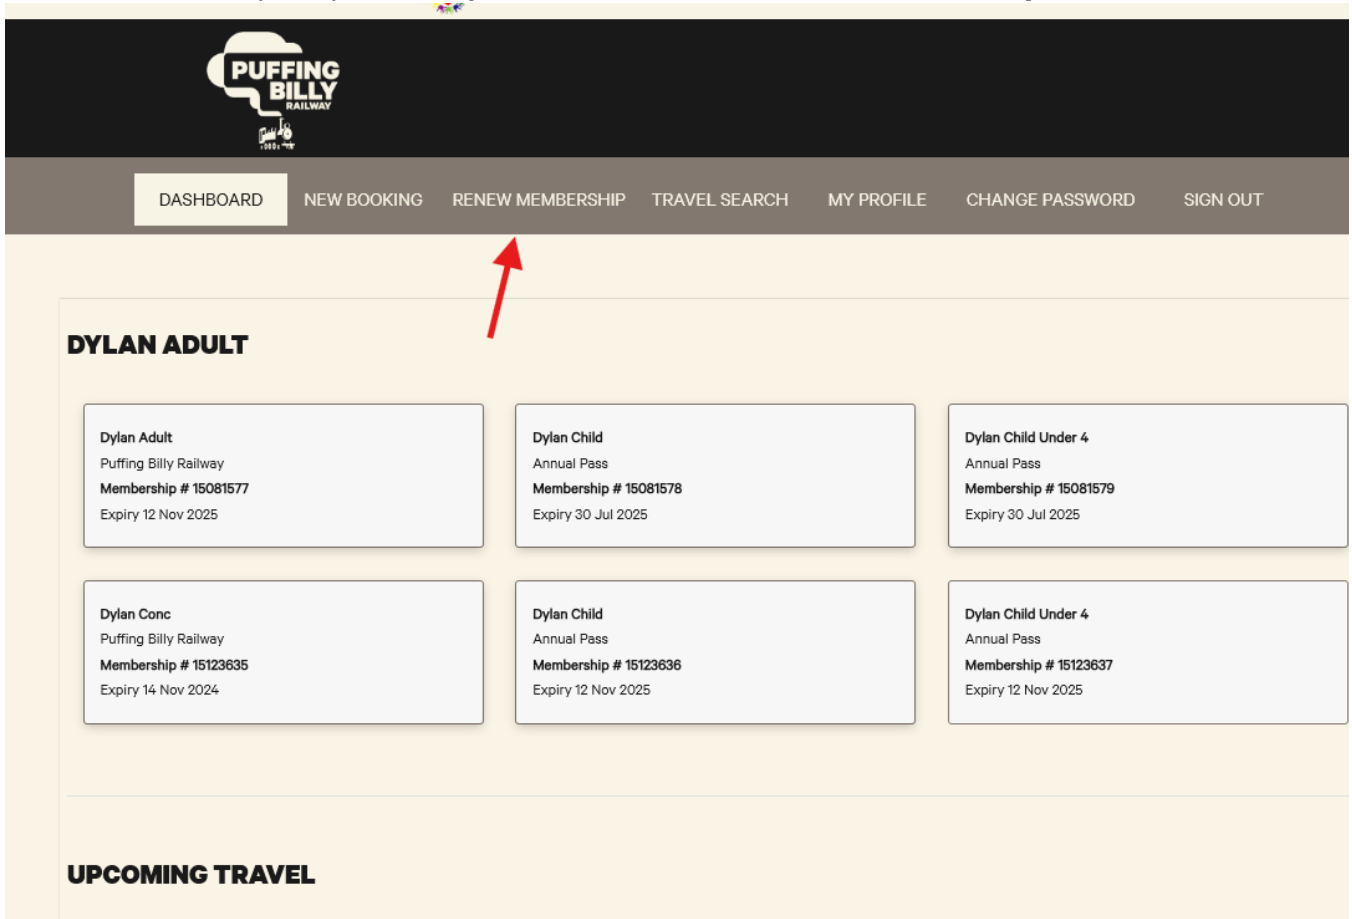 PUFFING
BILLY
RAILWAY
DASHBOARD NEW BOOKING RENEW MEMBERSHIP TRAVEL SEARCH MY PROFILE CHANGE PASSWORD SIGN OUT
DYLAN ADULT
Dylan Adult
Puffing Billy Railway
Membership # 15081577
Expiry 12 Nov 2025
Dylan Child
Annual Pass
Membership # 15081578
Expiry 30 Jul 2025
Dylan Child Under 4
Annual Pass
Membership # 15081579
Expiry 30 Jul 2025
Dylan Conc
Puffing Billy Railway
Membership # 15123635
Expiry 14 Nov 2024
Dylan Child
Annual Pass
Membership # 15123636
Expiry 12 Nov 2025
Dylan Child Under 4
Annual Pass
Membership # 15123637
Expiry 12 Nov 2025
UPCOMING TRAVEL